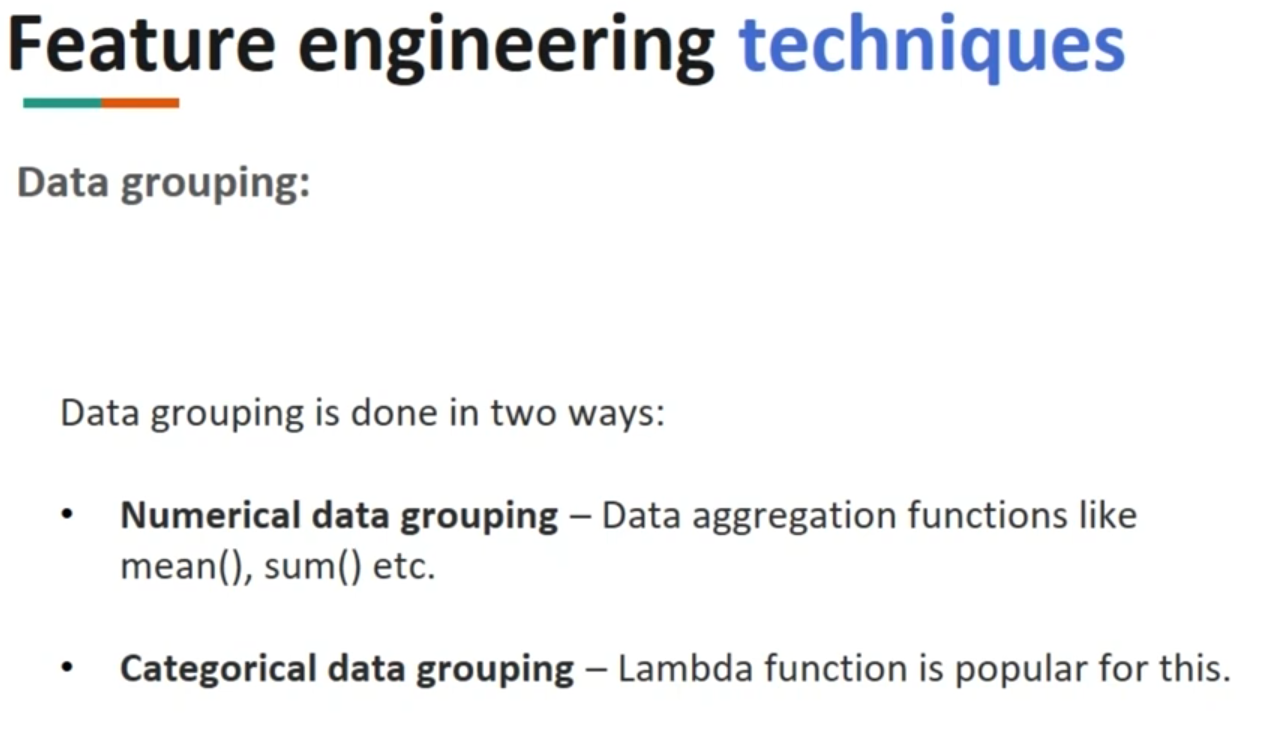 Feature engineering techniques
Data grouping:
Data grouping is done in two ways:
• Numerical data grouping – Data aggregation functions like
mean(), sum() etc.
• Categorical data grouping – Lambda function is popular for this.